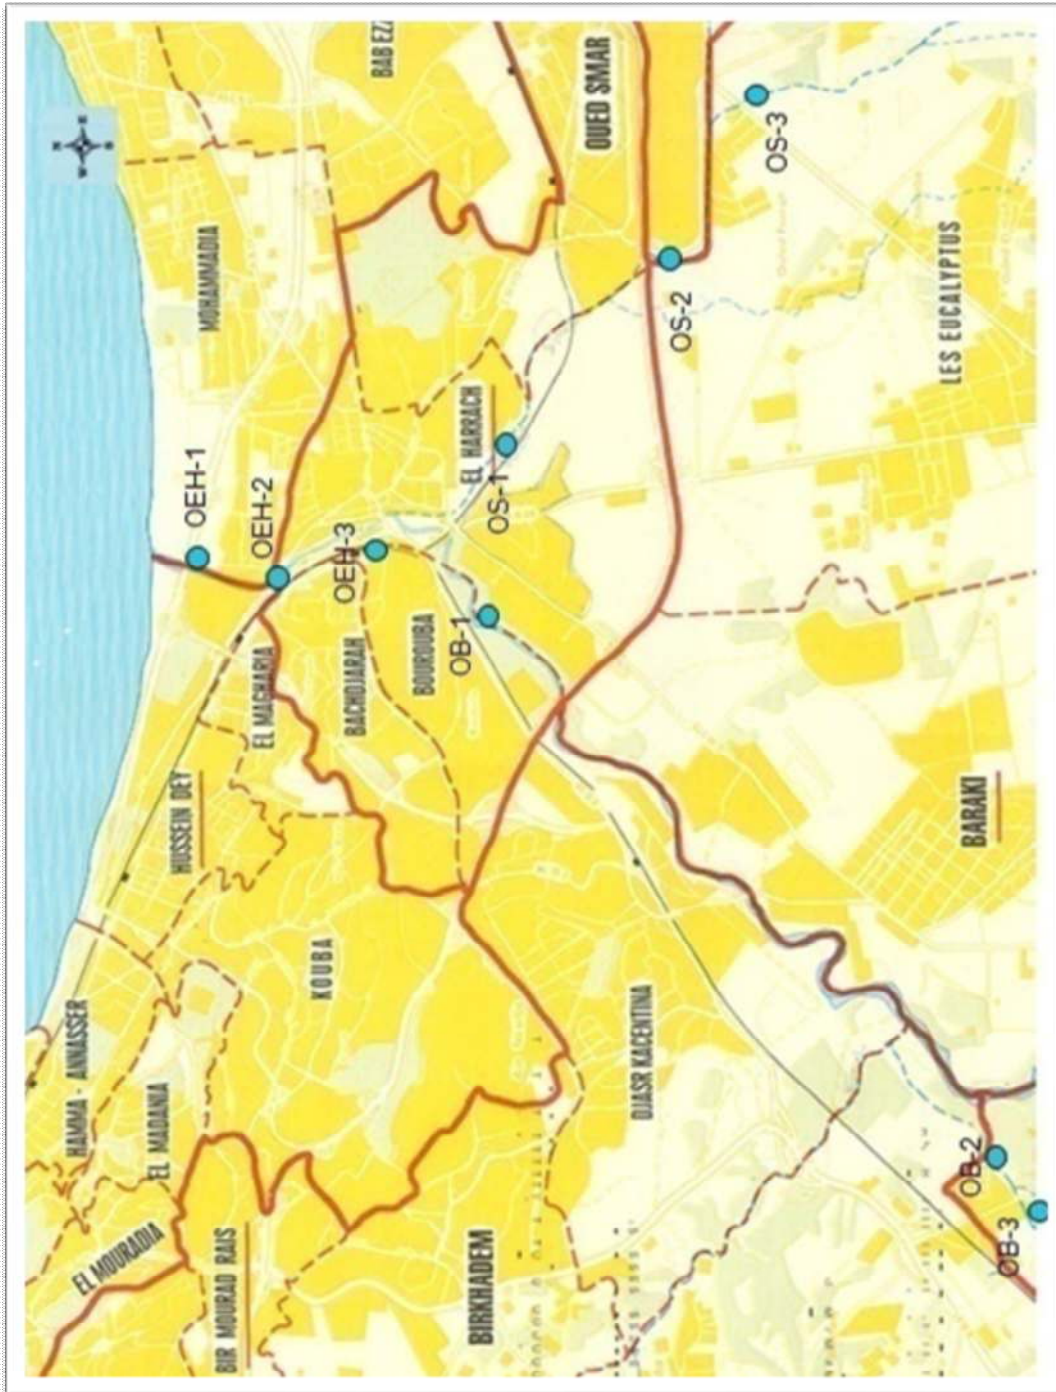 BAB EZZ
OUED SMAR
OS-3
MOHAMMADIA
LES EUCALYPTUS
OS-2
EL HARRACH
OS-1
OEH-1
OEH-2
OEH-3
OB-1
BOUROUBA
BACHDJARAH
EL MAGHARIA
HUSSEIN DEY
BARAKI
KOUBA
DJASR KACENTINA
HAMMA - ANNASSER
EL MADANIA
OB-2
OB-3
EL MOURADIA
BIR MOURAD RAIS
BIRKHADEM
N
E
S
W